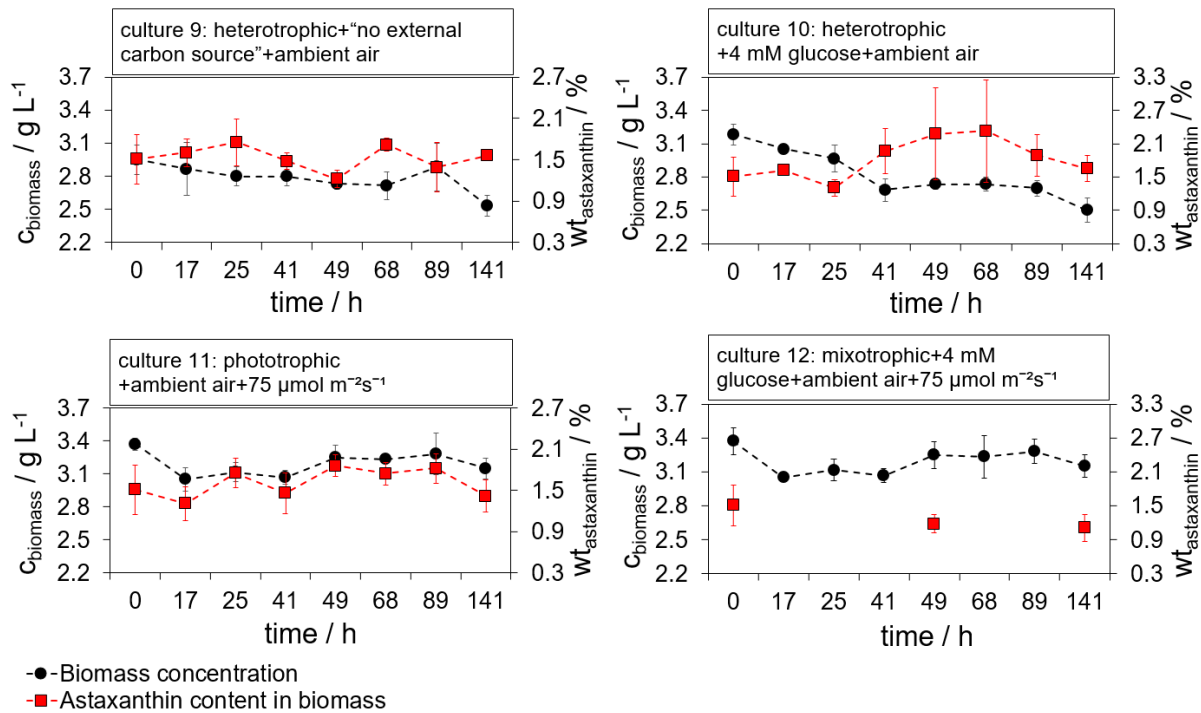 culture 9: heterotrophic+“no external
carbon source”+ambient air
3.7
3.4
3.1
2.8
2.5
2.2
c_biomass / g L⁻¹
2.7
2.1
1.5
0.9
0.3
wt_astaxanthin / %
0 17 25 41 49 68 89 141
time / h
culture 10: heterotrophic
+4 mM glucose+ambient air
3.7
3.4
3.1
2.8
2.5
2.2
c_biomass / g L⁻¹
3.3
2.7
2.1
1.5
0.9
0.3
wt_astaxanthin / %
0 17 25 41 49 68 89 141
time / h
culture 11: phototrophic
+ambient air+75 µmol m⁻²s⁻¹
3.7
3.4
3.1
2.8
2.5
2.2
c_biomass / g L⁻¹
2.7
2.1
1.5
0.9
0.3
wt_astaxanthin / %
0 17 25 41 49 68 89 141
time / h
culture 12: mixotrophic+4 mM
glucose+ambient air+75 µmol m⁻²s⁻¹
3.7
3.4
3.1
2.8
2.5
2.2
c_biomass / g L⁻¹
3.3
2.7
2.1
1.5
0.9
0.3
wt_astaxanthin / %
0 17 25 41 49 68 89 141
time / h
Biomass concentration
Astaxanthin content in biomass